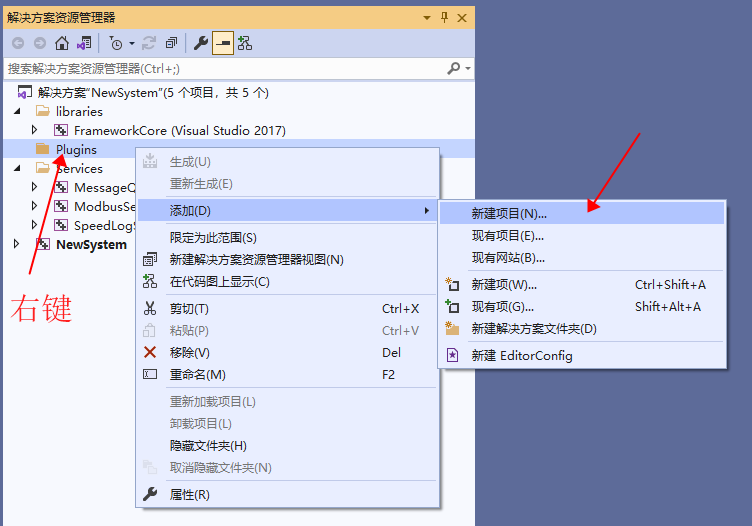 解决方案资源管理器
搜索解决方案资源管理器(Ctrl+;)
解决方案"NewSystem"(5 个项目，共 5 个)
libraries
FrameworkCore (Visual Studio 2017)
Plugins
Services
MessageQ
ModbusSe
SpeedLogS
NewSystem
右键
生成(U)
重新生成(E)
添加(D)
限定为此范围(S)
新建解决方案资源管理器视图(N)
在代码图上显示(C)
剪切(T) Ctrl+X
粘贴(P) Ctrl+V
移除(V) Del
重命名(M) F2
重新加载项目(L)
卸载项目(L)
隐藏文件夹(H)
取消隐藏文件夹(N)
属性(R)
新建项目(N)...
现有项目(E)...
现有网站(B)...
新建项(W)... Ctrl+Shift+A
现有项(G)... Shift+Alt+A
新建解决方案文件夹(D)
新建 EditorConfig